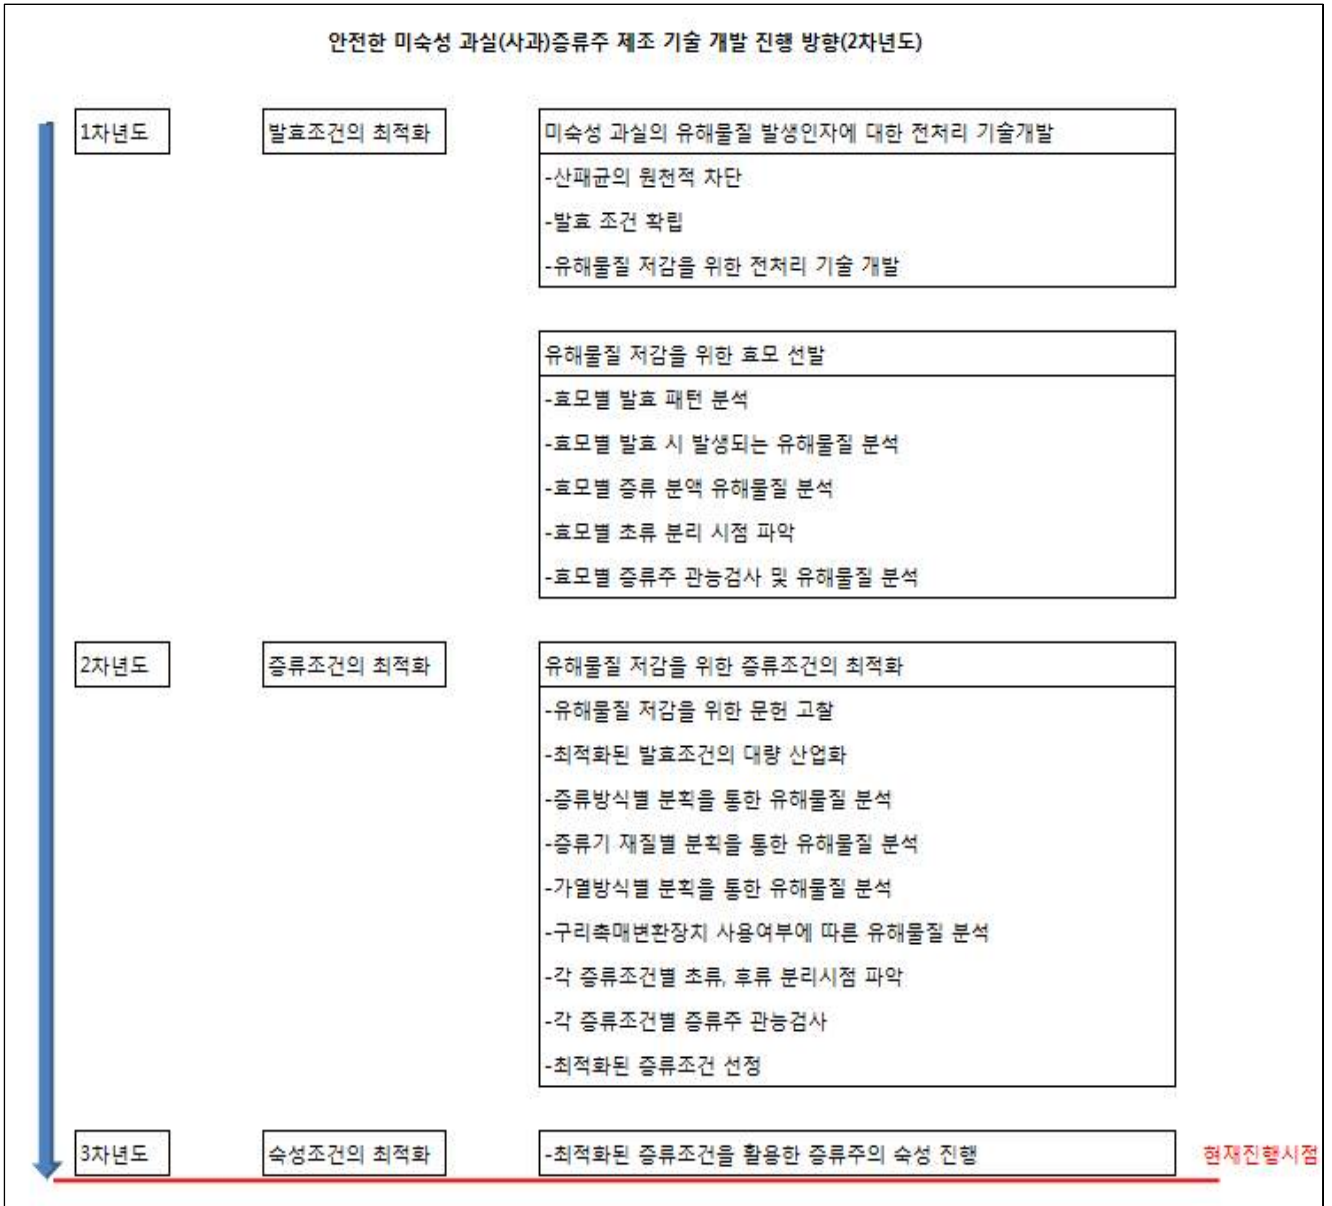 안전한 미숙성 과실(사과)증류주 제조 기술 개발 진행 방향(2차년도)
1차년도
발효조건의 최적화
미숙성 과실의 유해물질 발생인자에 대한 전처리 기술개발
-산패균의 원천적 차단
-발효 조건 확립
-유해물질 저감을 위한 전처리 기술 개발
유해물질 저감을 위한 효모 선발
-효모별 발효 패턴 분석
-효모별 발효 시 발생되는 유해물질 분석
-효모별 증류 분액 유해물질 분석
-효모별 초류 분리 시점 파악
-효모별 증류주 관능검사 및 유해물질 분석
2차년도
증류조건의 최적화
유해물질 저감을 위한 증류조건의 최적화
-유해물질 저감을 위한 문헌 고찰
-최적화된 발효조건의 대량 산업화
-증류방식별 분획을 통한 유해물질 분석
-증류기 재질별 분획을 통한 유해물질 분석
-가열방식별 분획을 통한 유해물질 분석
-구리촉매변환장치 사용여부에 따른 유해물질 분석
-각 증류조건별 초류, 후류 분리시점 파악
-각 증류조건별 증류주 관능검사
-최적화된 증류조건 선정
3차년도
숙성조건의 최적화
-최적화된 증류조건을 활용한 증류주의 숙성 진행
현재진행시점